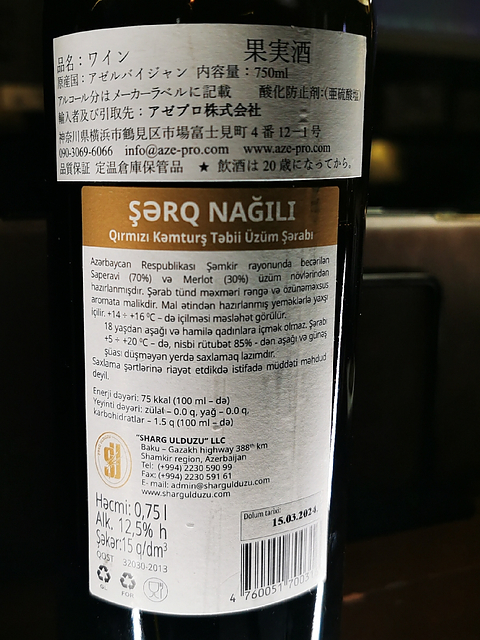 品名：ワイン 果実酒
原産国：アゼルバイジャン 内容量：750ml
アルコール分はメーカーラベルに記載 酸化防止剤：(亜硫酸塩)
輸入者及び引取先：アゼプロ株式会社
神奈川県横浜市鶴見区市場富士見町4番12－1号
090-3069-6066 info@aze-pro.com www.aze-pro.com
品質保証 定温倉庫保管品 ★ 飲酒は20歳になってから。
ŞƏRQ NAĞILI
Qırmızı Kəmturş Təbii Üzüm Şərabı
Azərbaycan Respublikası Şəmkir rayonunda becərilən
Saperavi (70%) və Merlot (30%) üzüm növlərindən
hazırlanmışdır. Şərab tünd məxməri rəngə və özünəməxsus
aromata malikdir. Mal ətindən hazırlanmış yeməklərlə yaxşı
içilir. +14 ÷ +16 ºC – də içilməsi məsləhət görülür.
18 yaşdan aşağı və hamilə qadınlara içmək olmaz. Şərabı
+5 ÷ +20 ºC – də, nisbi rütubət 85% - dən aşağı və günəş
şüası düşməyən yerdə saxlamaq lazımdır.
Saxlama şərtlərinə riayət etdikdə istifadə müddəti məhdud
deyil.
Enerji dəyəri: 75 kkal (100 ml – də)
Yeyinti dəyəri: zülal – 0.0 q, yağ – 0.0 q,
karbohidratlar – 1.5 q (100 ml – də)
"SHARG ULDUZU" LLC
Baku – Gazakh highway 388th km
Shamkir region, Azerbaijan
Tel: (+994) 2230 590 99
Fax: (+994) 2230 591 61
E- mail: admin@shargulduzu.com
www.shargulduzu.com
Həcmi: 0,75 l
Alk. 12,5% h
Şəkər:15 q/dm³
QOST 32030-2013
Dolum tarixi:
15.03.2024
GL FOR